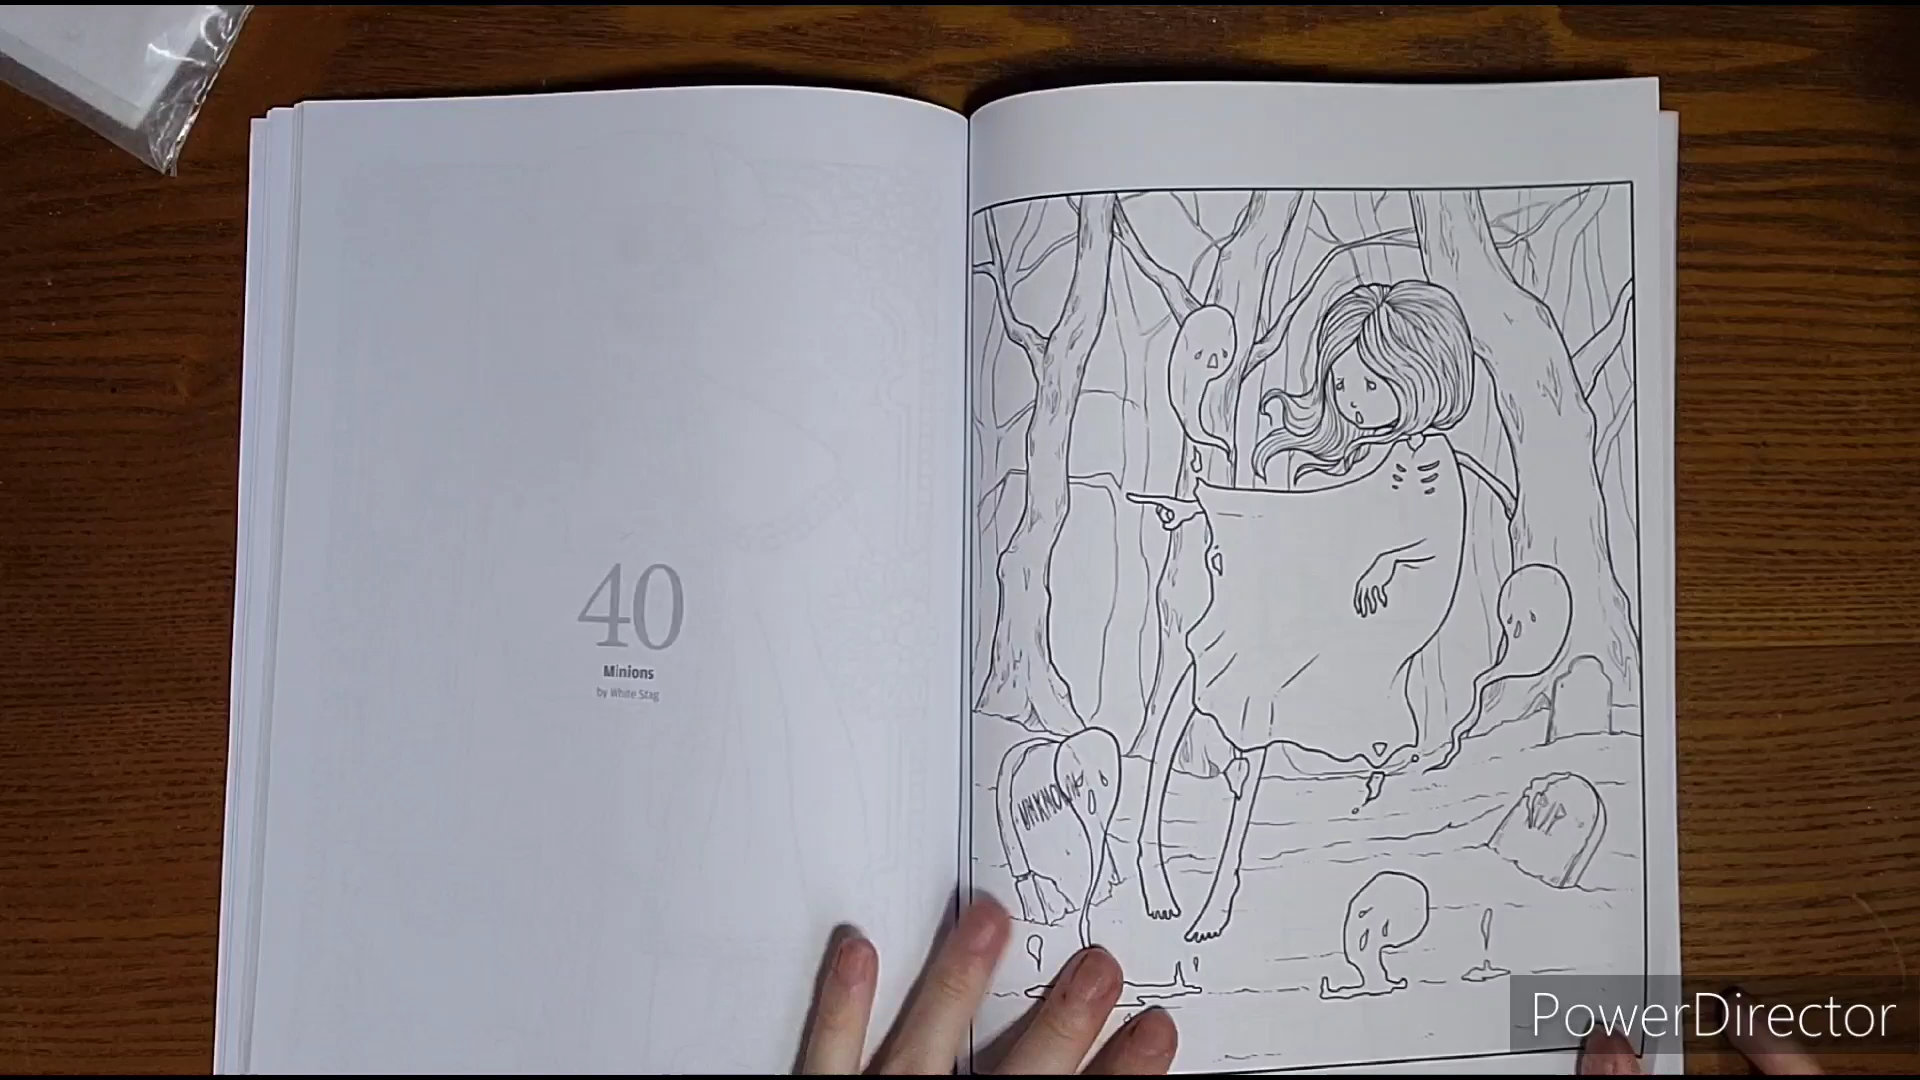 40
Minions
by White Stag
UNKNOWN
RIP
PowerDirector